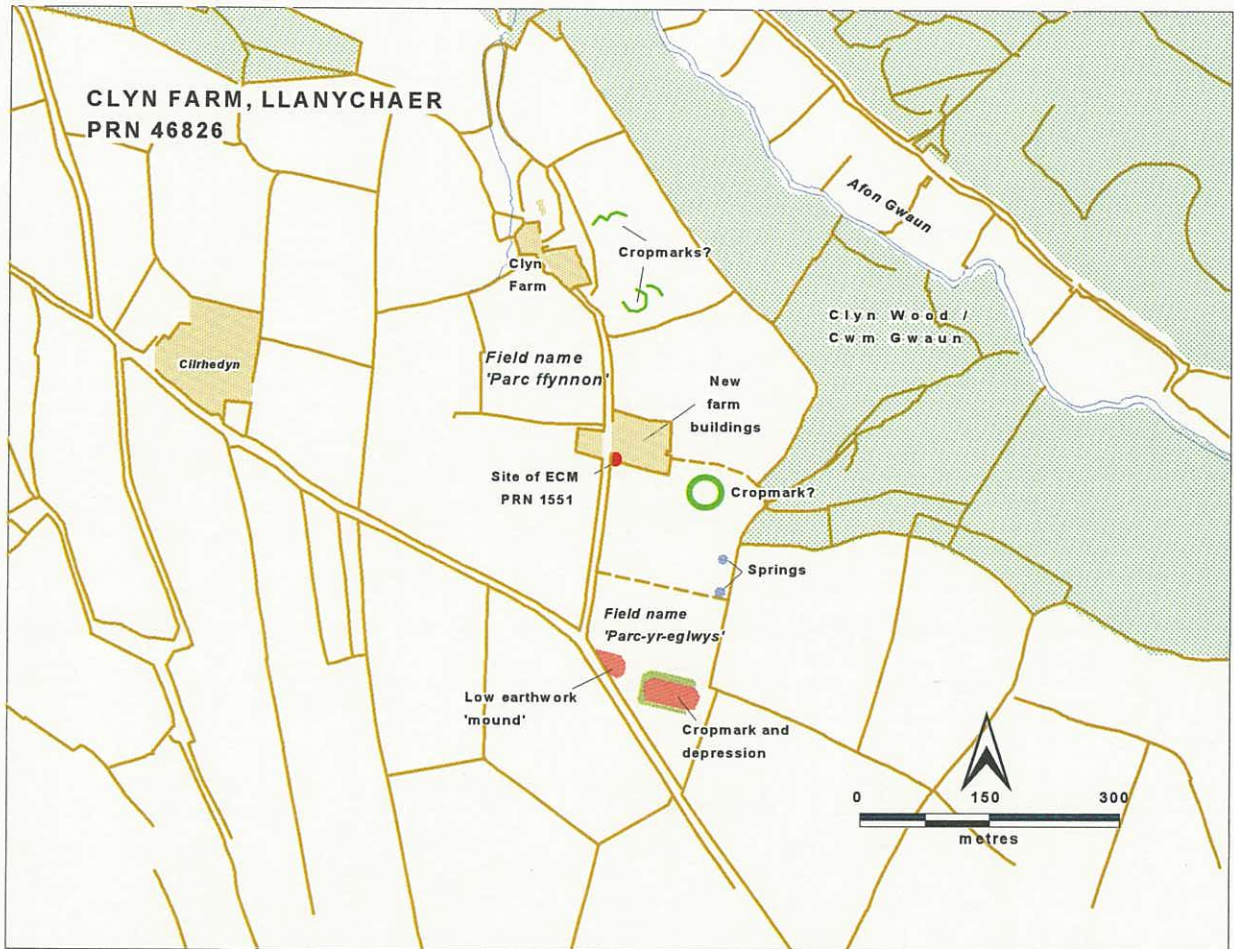 CLYN FARM, LLANYCHAER
PRN 46826
Afon Gwaun
Cropmarks?
Clyn
Farm
Clyn Wood /
Cwm Gwaun
Field name
'Parc ffynnon'
Cilrhedyn
New
farm
buildings
Site of ECM
PRN 1551
Cropmark?
Springs
Field name
'Parc-yr-eglwys'
Low earthwork
'mound'
Cropmark and
depression
0 150 300
metres